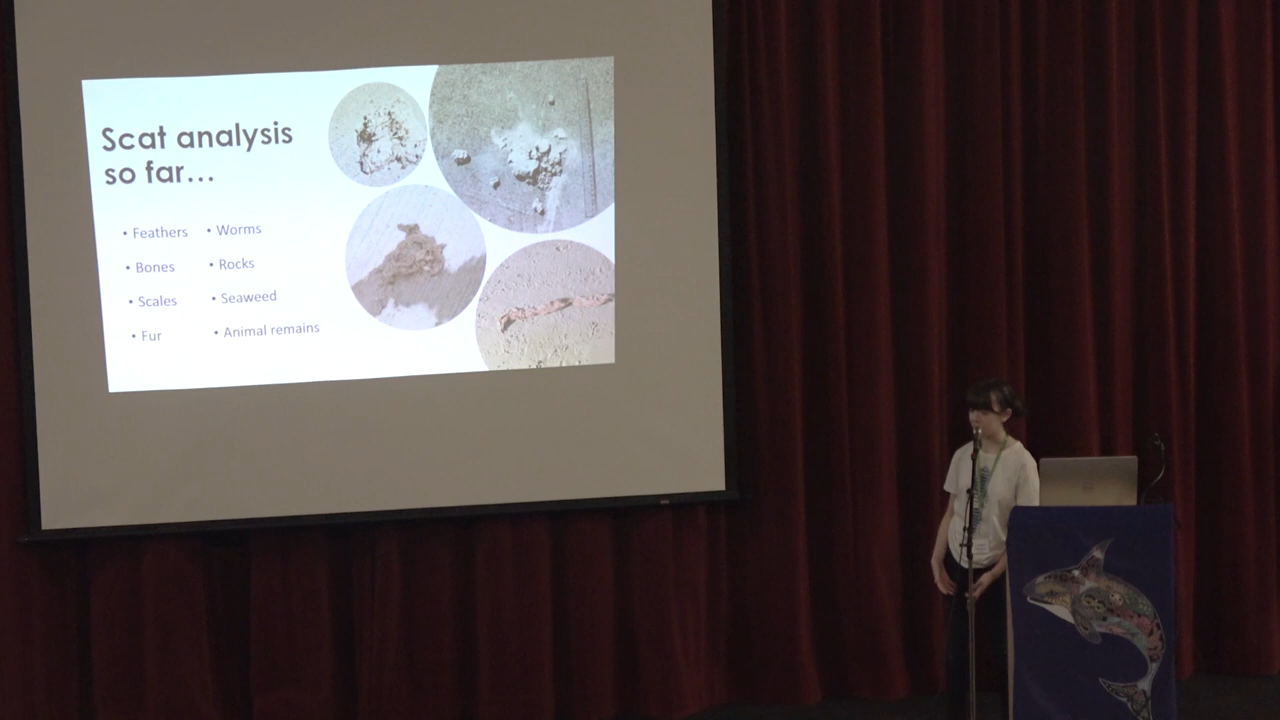 Scat analysis
so far...
• Feathers
• Bones
• Scales
• Fur
• Worms
• Rocks
• Seaweed
• Animal remains